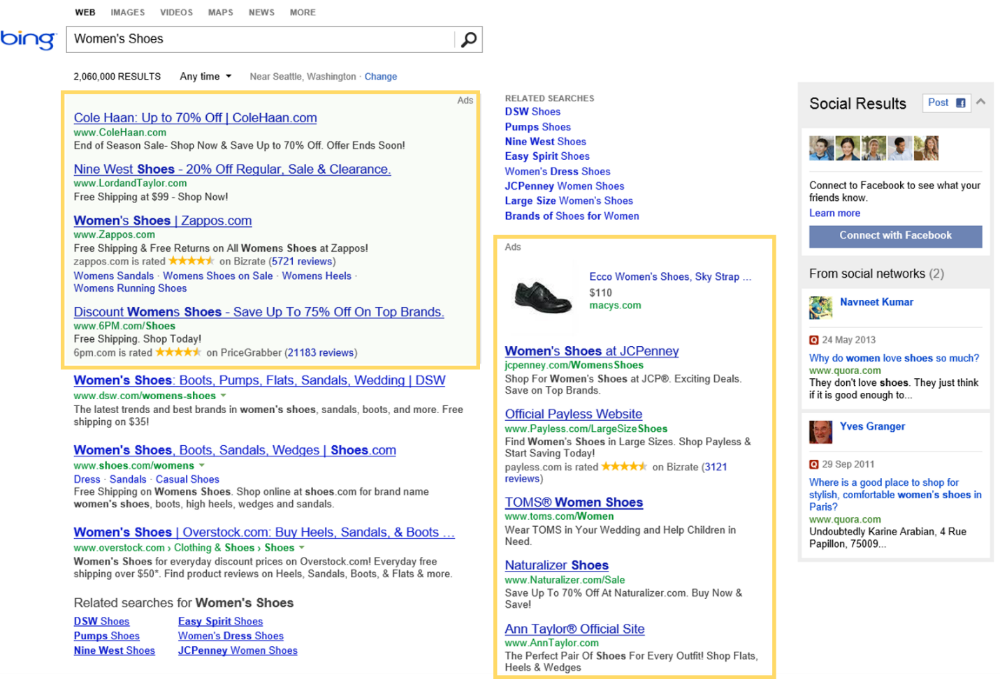 WEB IMAGES VIDEOS MAPS NEWS MORE
bing
Women's Shoes
2,060,000 RESULTS Any time Near Seattle, Washington · Change
Ads
Cole Haan: Up to 70% Off | ColeHaan.com
www.ColeHaan.com
End of Season Sale- Shop Now & Save Up to 70% Off. Offer Ends Soon!
Nine West Shoes - 20% Off Regular, Sale & Clearance.
www.LordandTaylor.com
Free Shipping at $99 - Shop Now!
Women's Shoes | Zappos.com
www.Zappos.com
Free Shipping & Free Returns on All Womens Shoes at Zappos!
zappos.com is rated ★★★★★ on Bizrate (5721 reviews)
Womens Sandals · Womens Shoes on Sale · Womens Heels ·
Womens Running Shoes
Discount Womens Shoes - Save Up To 75% Off On Top Brands.
www.6PM.com/Shoes
Free Shipping. Shop Today!
6pm.com is rated ★★★★★ on PriceGrabber (21183 reviews)
Women's Shoes: Boots, Pumps, Flats, Sandals, Wedding | DSW
www.dsw.com/womens-shoes
The latest trends and best brands in women's shoes, sandals, boots, and more. Free
shipping on $35!
Women's Shoes, Boots, Sandals, Wedges | Shoes.com
www.shoes.com/womens
Dress · Sandals · Casual Shoes
Free Shipping on Womens Shoes. Shop online at shoes.com for brand name
women's shoes, boots, high heels, wedges and sandals.
Women's Shoes | Overstock.com: Buy Heels, Sandals, & Boots ...
www.overstock.com › Clothing & Shoes › Shoes
Women's Shoes for everyday discount prices on Overstock.com! Everyday free
shipping over $50*. Find product reviews on Heels, Sandals, Boots, & Flats & more.
Related searches for Women's Shoes
DSW Shoes Easy Spirit Shoes
Pumps Shoes Women's Dress Shoes
Nine West Shoes JCPenney Women Shoes
RELATED SEARCHES
DSW Shoes
Pumps Shoes
Nine West Shoes
Easy Spirit Shoes
Women's Dress Shoes
JCPenney Women Shoes
Large Size Women's Shoes
Brands of Shoes for Women
Ads
Ecco Women's Shoes, Sky Strap ...
$110
macys.com
Women's Shoes at JCPenney
jcpenney.com/WomensShoes
Shop For Women's Shoes at JCP®. Exciting Deals.
Save on Top Brands.
Official Payless Website
www.Payless.com/LargeSizeShoes
Find Women's Shoes in Large Sizes. Shop Payless &
Start Saving Today!
payless.com is rated ★★★★★ on Bizrate (3121
reviews)
TOMS® Women Shoes
www.toms.com/Women
Wear TOMS in Your Wedding and Help Children in
Need.
Naturalizer Shoes
www.Naturalizer.com/Sale
Save Up To 70% Off At Naturalizer.com. Buy Now &
Save!
Ann Taylor® Official Site
www.AnnTaylor.com
The Perfect Pair Of Shoes For Every Outfit! Shop Flats,
Heels & Wedges
Social Results Post f
Connect to Facebook to see what your
friends know.
Learn more
Connect with Facebook
From social networks (2)
Navneet Kumar
Q 24 May 2013
Why do women love shoes so much?
www.quora.com
They don't love shoes. They just think
if it is good enough to...
Yves Granger
Q 29 Sep 2011
Where is a good place to shop for
stylish, comfortable women's shoes in
Paris?
www.quora.com
Undoubtedly Karine Arabian, 4 Rue
Papillon, 75009...